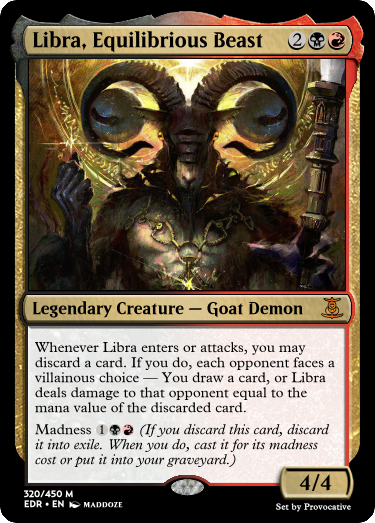 Libra, Equilibrious Beast 2
Legendary Creature — Goat Demon
Whenever Libra enters or attacks, you may
discard a card. If you do, each opponent faces a
villainous choice — You draw a card, or Libra
deals damage to that opponent equal to the
mana value of the discarded card.
Madness 1 (If you discard this card, discard
it into exile. When you do, cast it for its madness
cost or put it into your graveyard.)
4/4
320/450 M
EDR • EN MADDOZE
Set by Provocative